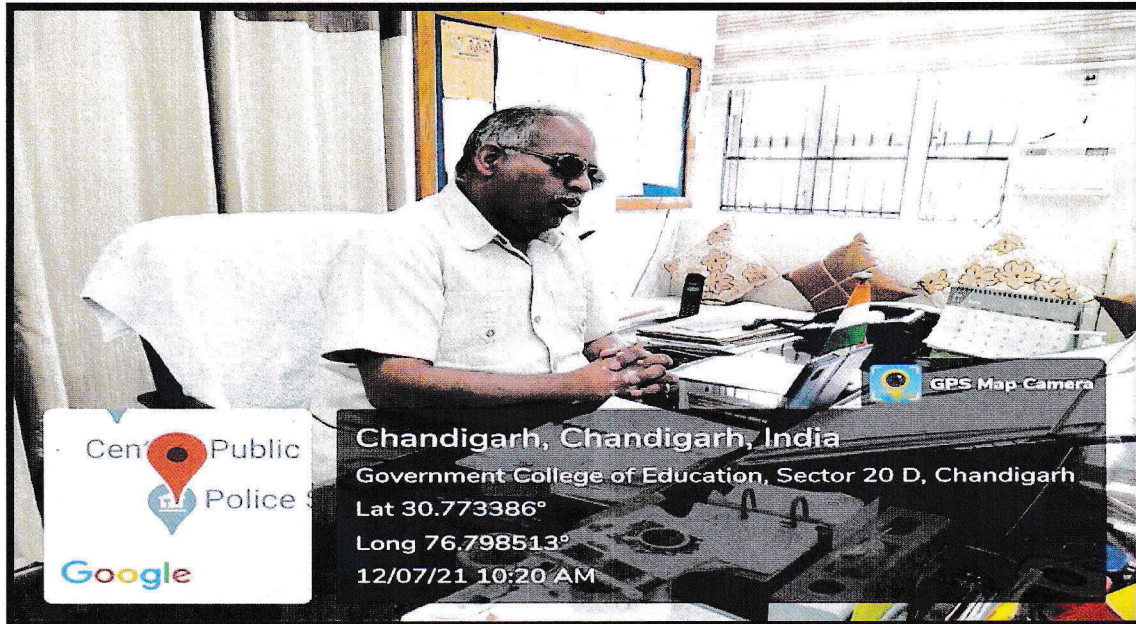 GPS Map Camera
Cen Public
Police S
Google
Chandigarh, Chandigarh, India
Government College of Education, Sector 20 D, Chandigarh
Lat 30.773386°
Long 76.798513°
12/07/21 10:20 AM